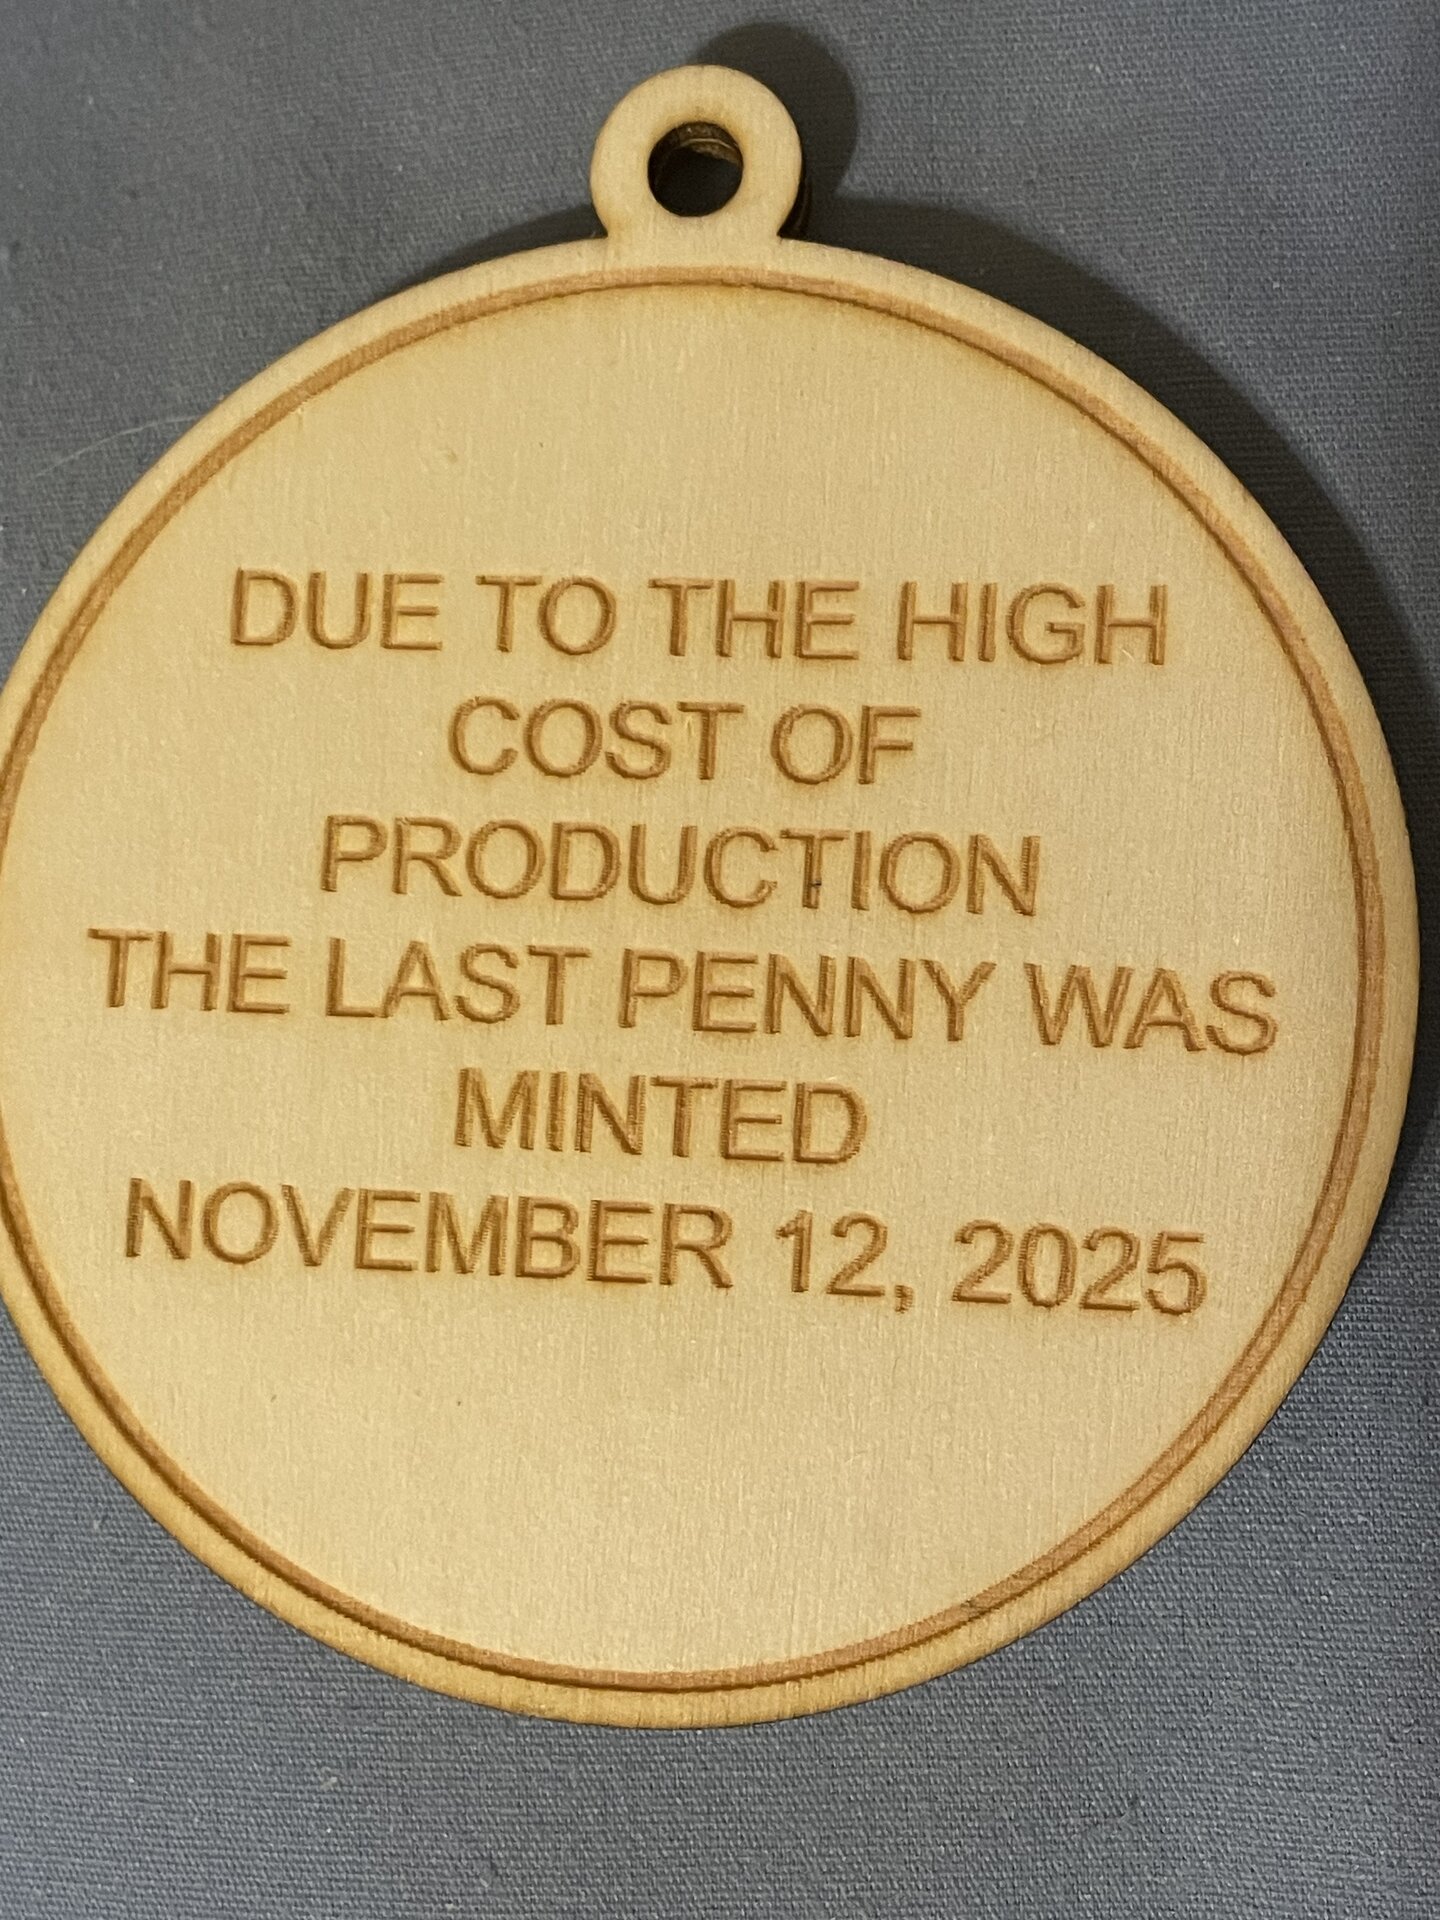 DUE TO THE HIGH
COST OF
PRODUCTION
THE LAST PENNY WAS
MINTED
NOVEMBER 12, 2025